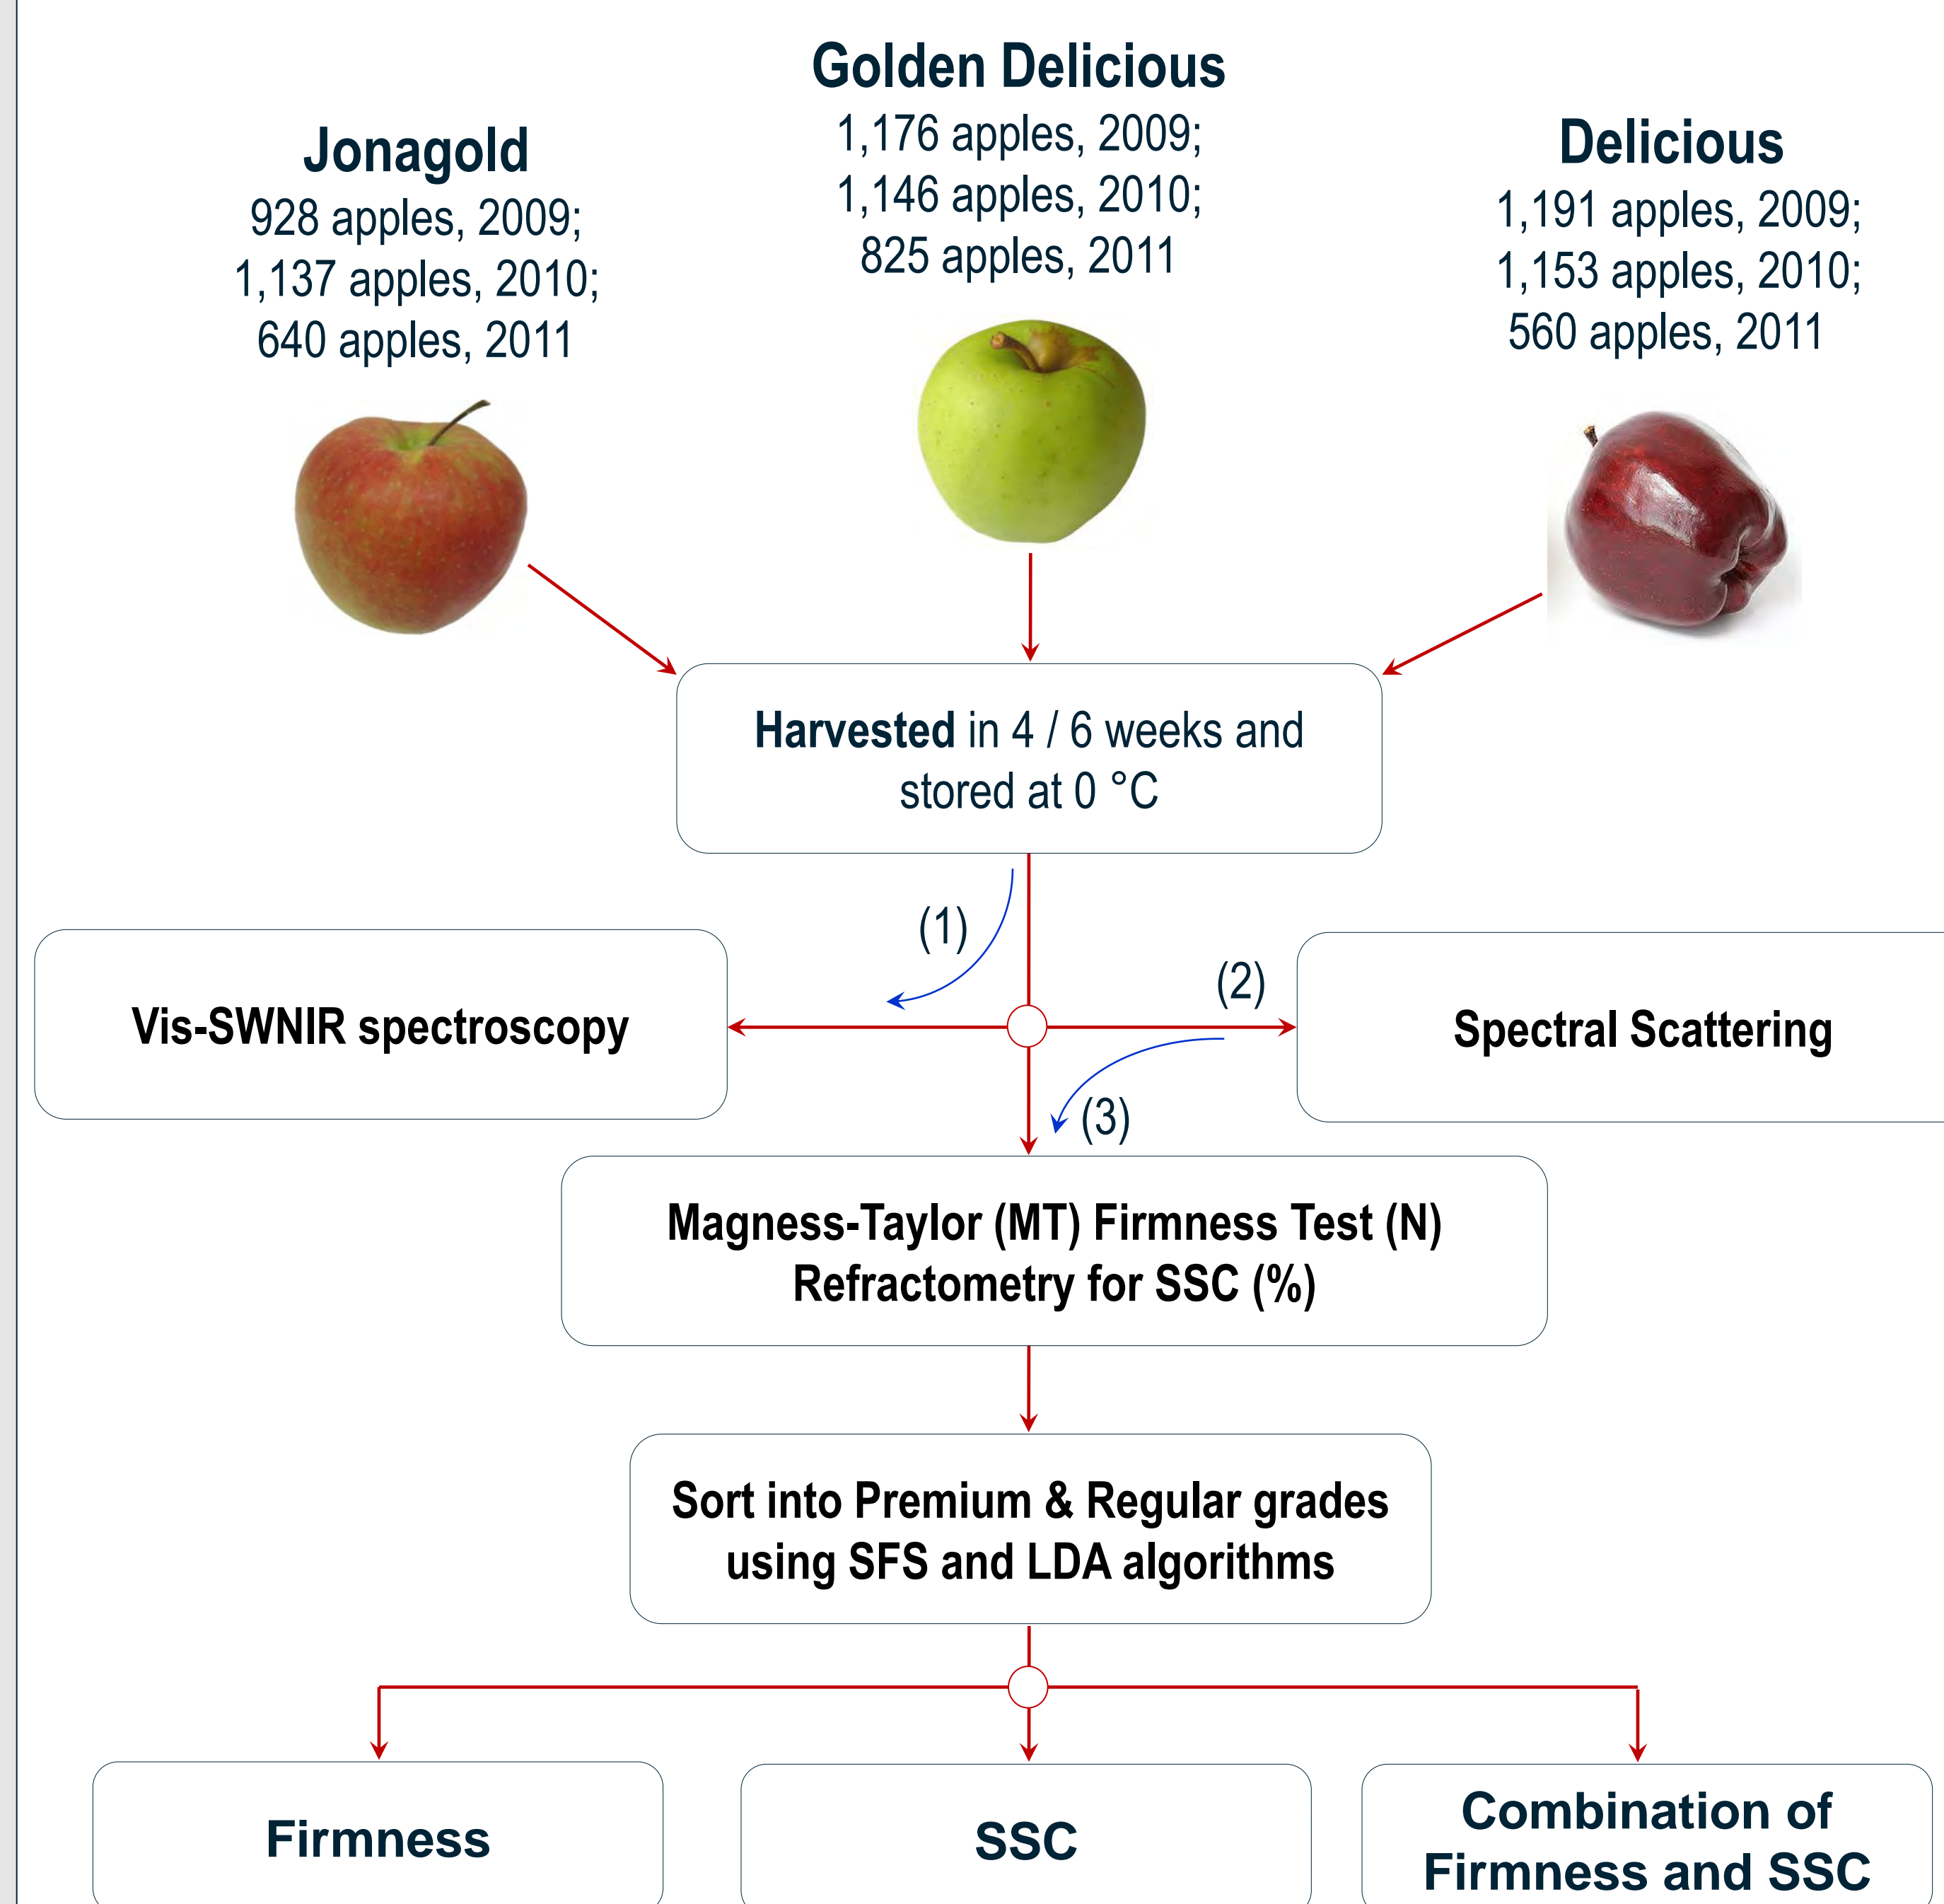 Golden Delicious
1,176 apples, 2009;
1,146 apples, 2010;
825 apples, 2011
Jonagold
928 apples, 2009;
1,137 apples, 2010;
640 apples, 2011
Delicious
1,191 apples, 2009;
1,153 apples, 2010;
560 apples, 2011
Harvested in 4 / 6 weeks and
stored at 0 °C
(1)
(2)
Vis-SWNIR spectroscopy
Spectral Scattering
(3)
Magness-Taylor (MT) Firmness Test (N)
Refractometry for SSC (%)
Sort into Premium & Regular grades
using SFS and LDA algorithms
Firmness
SSC
Combination of
Firmness and SSC